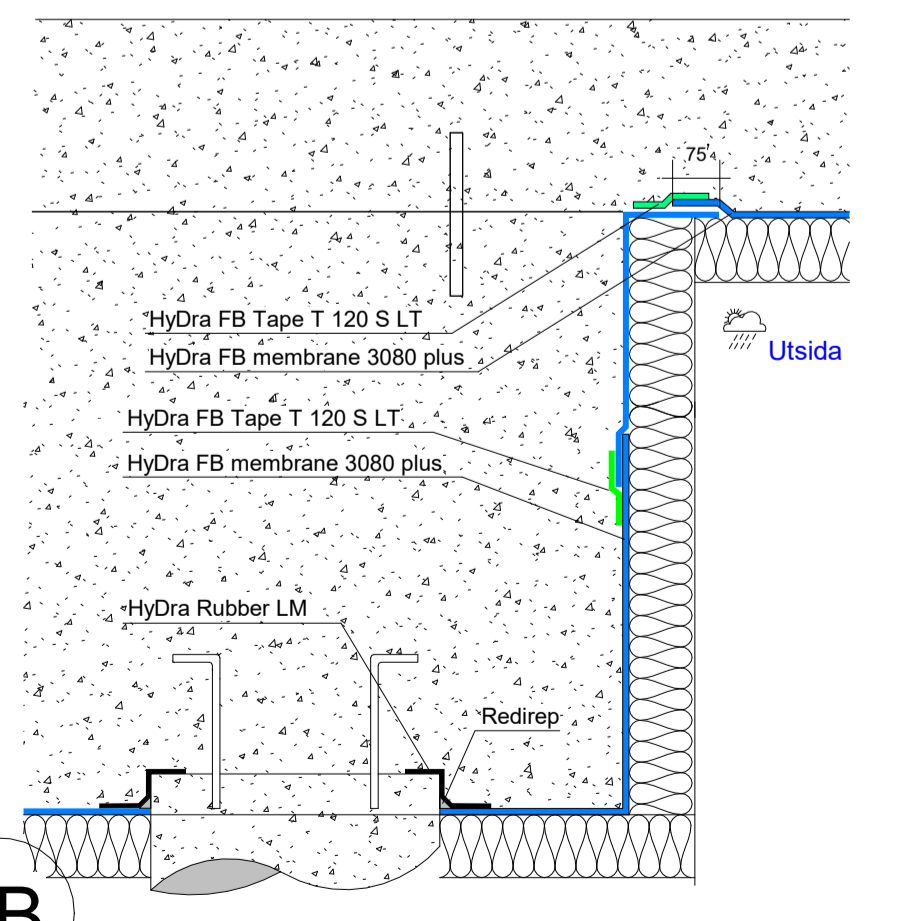 75
HyDra FB Tape T 120 S LT
HyDra FB membrane 3080 plus
Utsida
HyDra FB Tape T 120 S LT
HyDra FB membrane 3080 plus
HyDra Rubber LM
Redirep
B